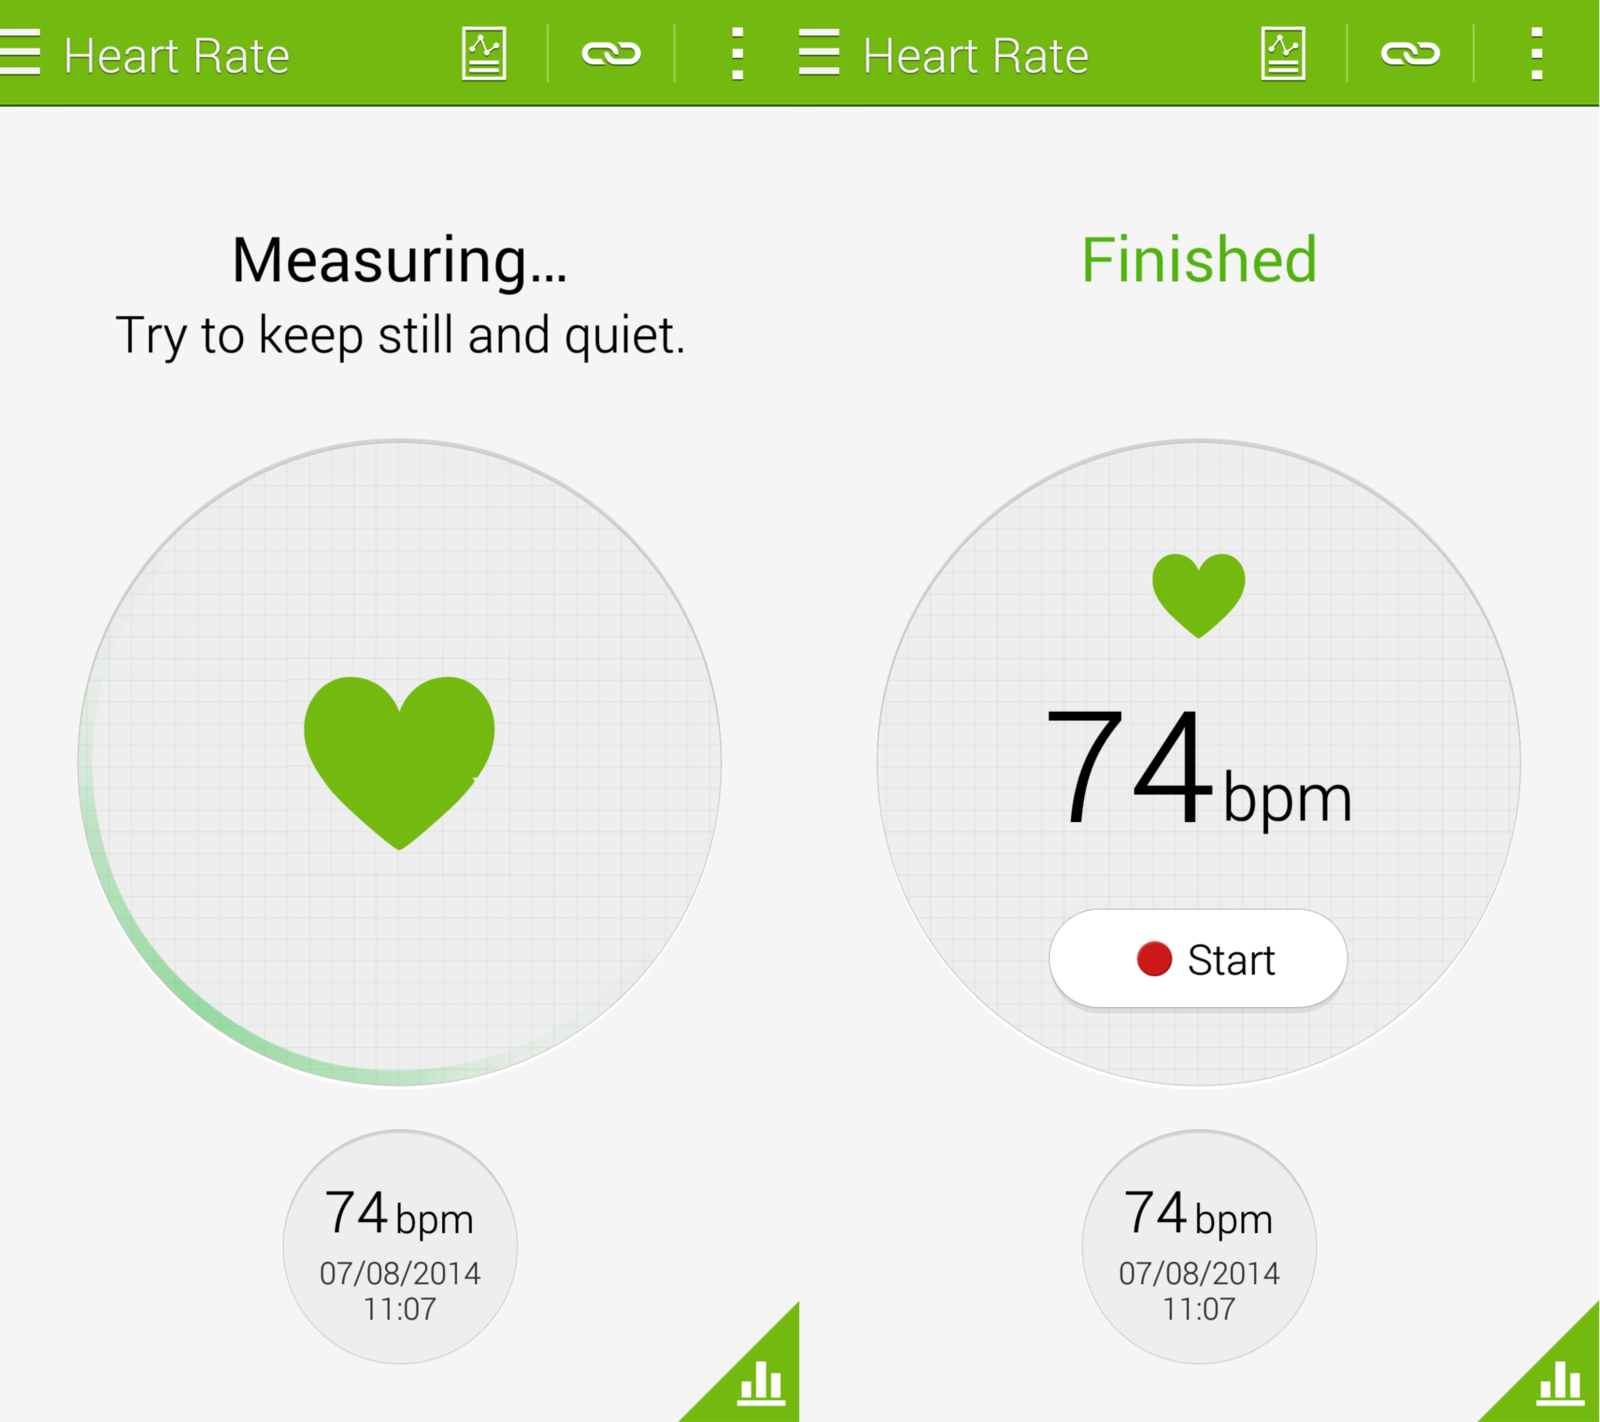 Heart Rate
Measuring...
Try to keep still and quiet.
74 bpm
07/08/2014
11:07
Heart Rate
Finished
74 bpm
Start
74 bpm
07/08/2014
11:07